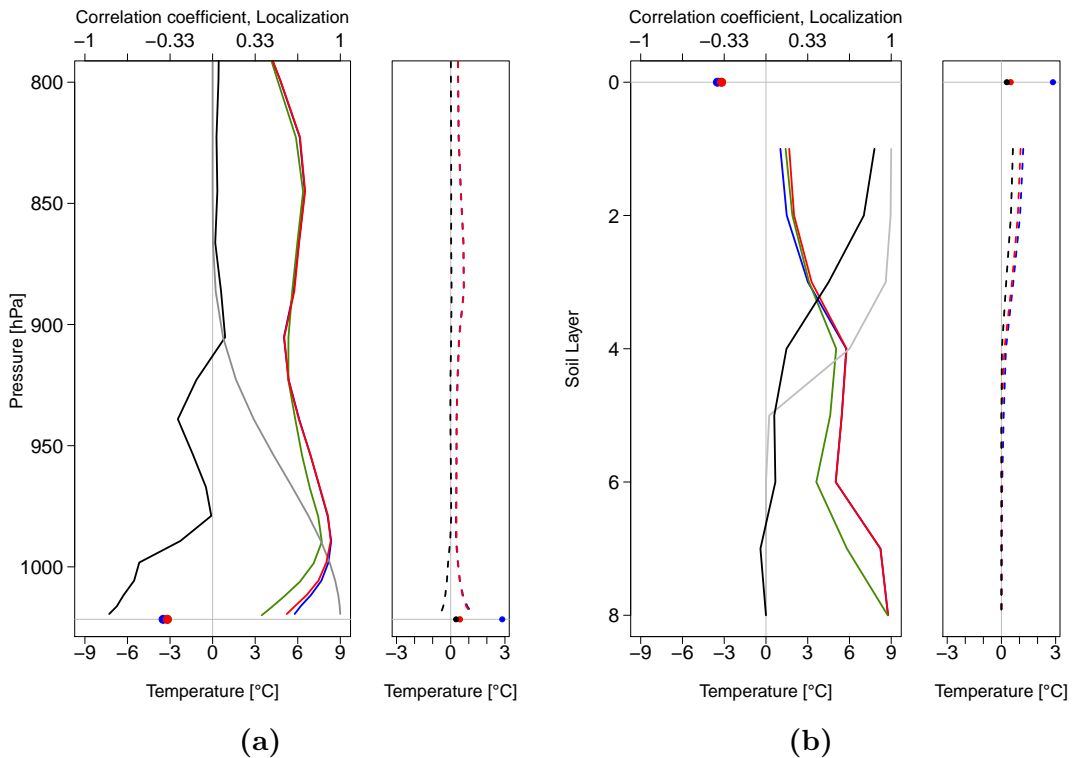 Correlation coefficient, Localization
−1 −0.33 0.33 1
800
850
900
950
1000
Pressure [hPa]
−9 −6 −3 0 3 6 9
Temperature [°C]
−3 0 3
Temperature [°C]
(a)
Correlation coefficient, Localization
−1 −0.33 0.33 1
0
2
4
6
8
Soil Layer
−9 −6 −3 0 3 6 9
Temperature [°C]
−3 0 3
Temperature [°C]
(b)